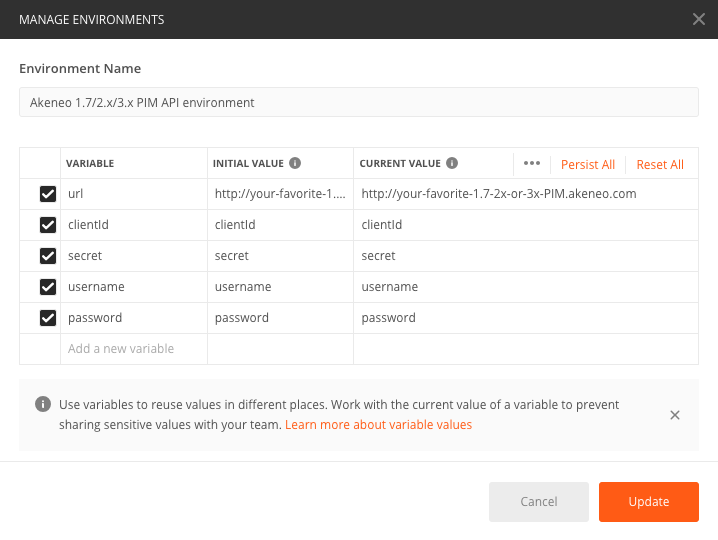 MANAGE ENVIRONMENTS
Environment Name
Akeneo 1.7/2.x/3.x PIM API environment
VARIABLE INITIAL VALUE CURRENT VALUE ••• Persist All Reset All
url http://your-favorite-1.... http://your-favorite-1.7-2x-or-3x-PIM.akeneo.com
clientId clientId clientId
secret secret secret
username username username
password password password
Add a new variable
Use variables to reuse values in different places. Work with the current value of a variable to prevent
sharing sensitive values with your team. Learn more about variable values
Cancel Update